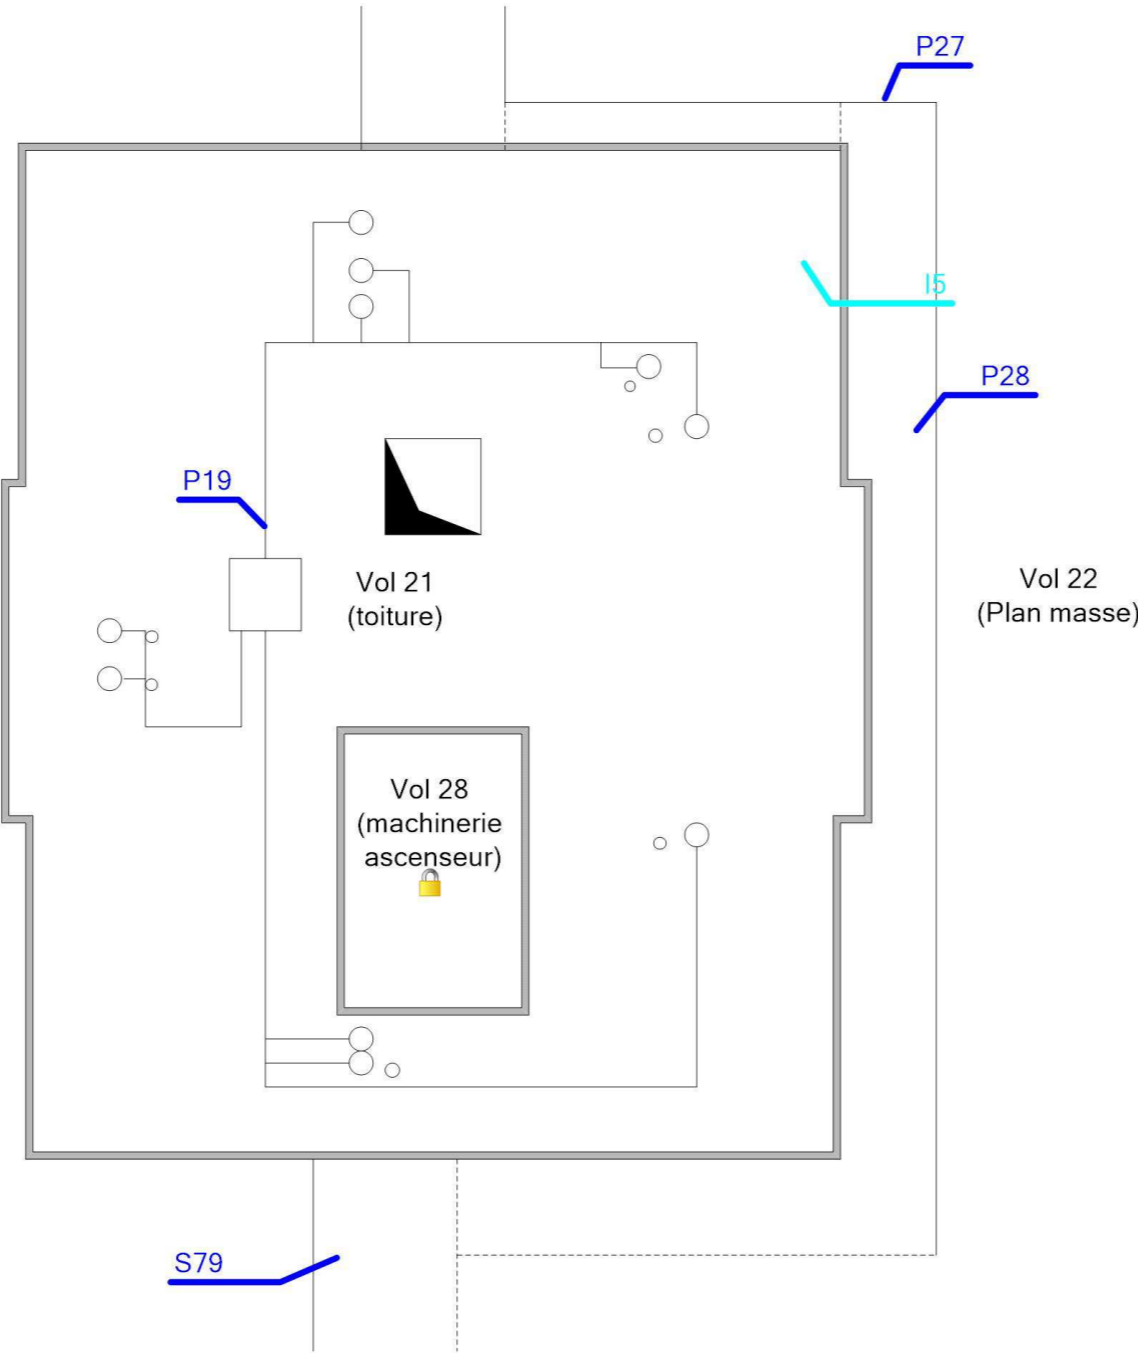 P27
I5
P28
P19
Vol 21
(toiture)
Vol 22
(Plan masse)
Vol 28
(machinerie
ascenseur)
S79